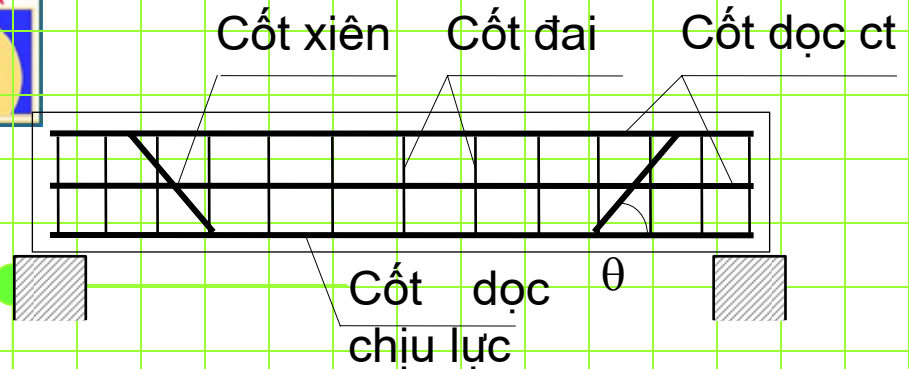 Cốt xiên
Cốt đai
Cốt dọc ct
θ
Cốt dọc
chịu lực